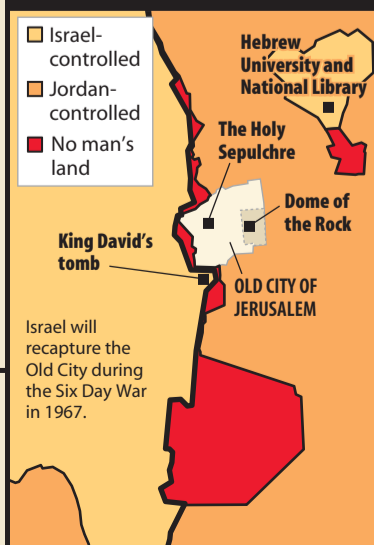 Israel-
controlled
Jordan-
controlled
No man's
land
Hebrew
University and
National Library
The Holy
Sepulchre
Dome of
the Rock
King David's
tomb
OLD CITY OF
JERUSALEM
Israel will
recapture the
Old City during
the Six Day War
in 1967.